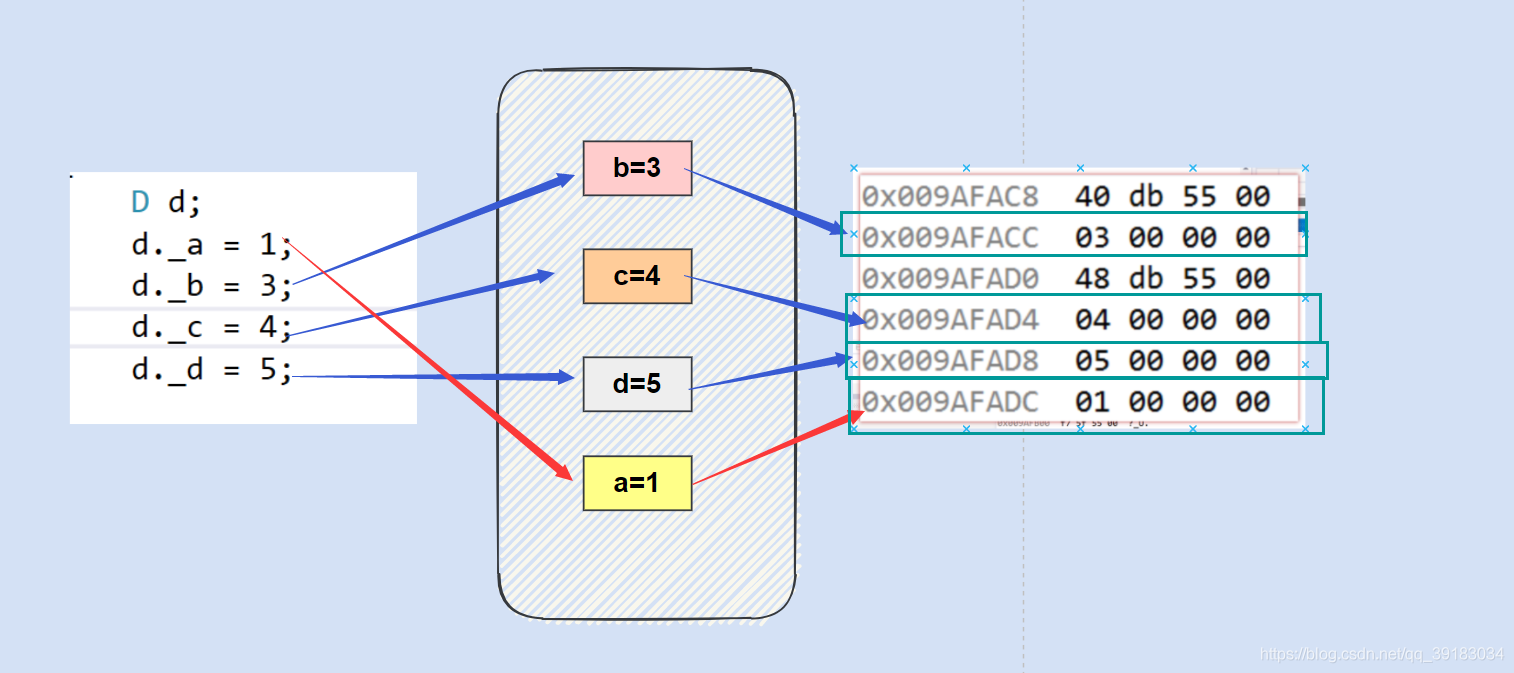 D d;
d._a = 1;
d._b = 3;
d._c = 4;
d._d = 5;
b=3
c=4
d=5
a=1
0x009AFAC8 40 db 55 00
0x009AFACC 03 00 00 00
0x009AFAD0 48 db 55 00
0x009AFAD4 04 00 00 00
0x009AFAD8 05 00 00 00
0x009AFADC 01 00 00 00
https://blog.csdn.net/qq_39183034